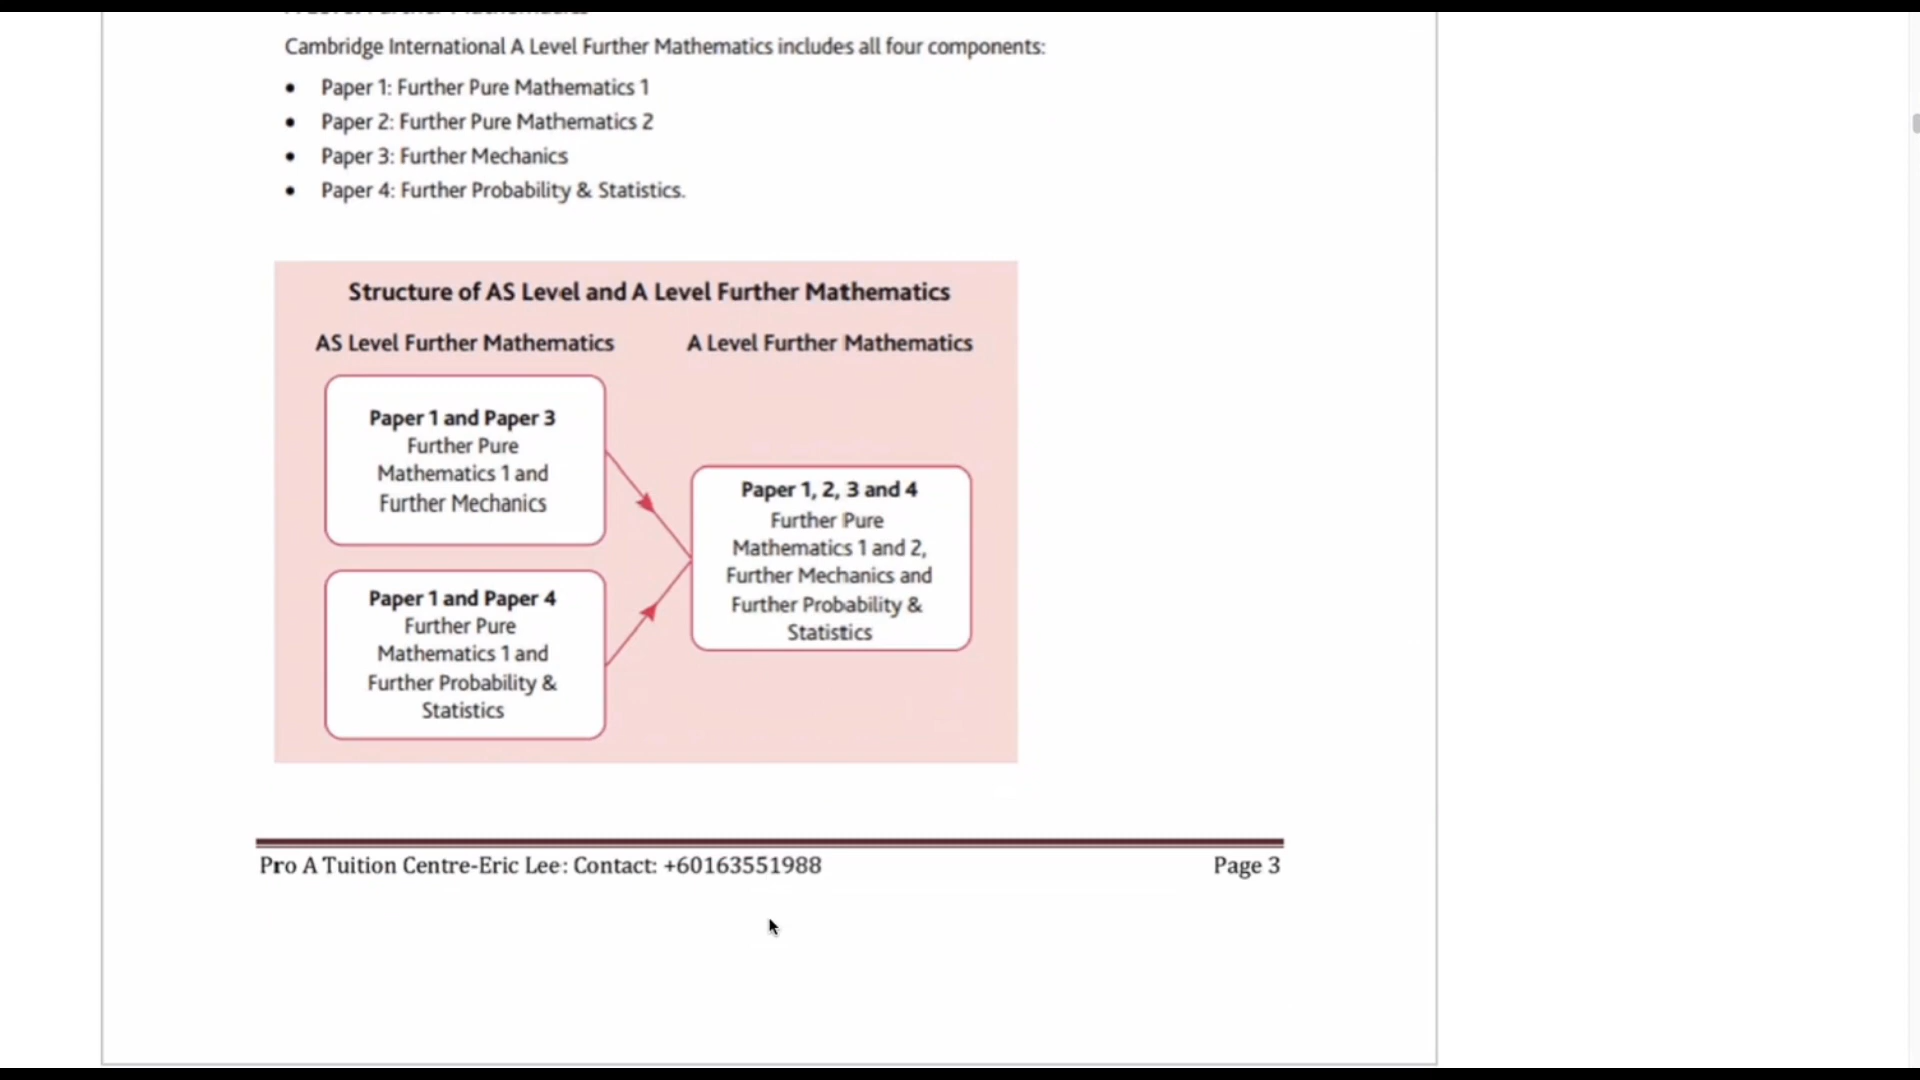 Cambridge International A Level Further Mathematics includes all four components:
• Paper 1: Further Pure Mathematics 1
• Paper 2: Further Pure Mathematics 2
• Paper 3: Further Mechanics
• Paper 4: Further Probability & Statistics.
Structure of AS Level and A Level Further Mathematics
AS Level Further Mathematics
Paper 1 and Paper 3
Further Pure
Mathematics 1 and
Further Mechanics
Paper 1 and Paper 4
Further Pure
Mathematics 1 and
Further Probability &
Statistics
A Level Further Mathematics
Paper 1, 2, 3 and 4
Further Pure
Mathematics 1 and 2,
Further Mechanics and
Further Probability &
Statistics
Pro A Tuition Centre-Eric Lee: Contact: +60163551988
Page 3